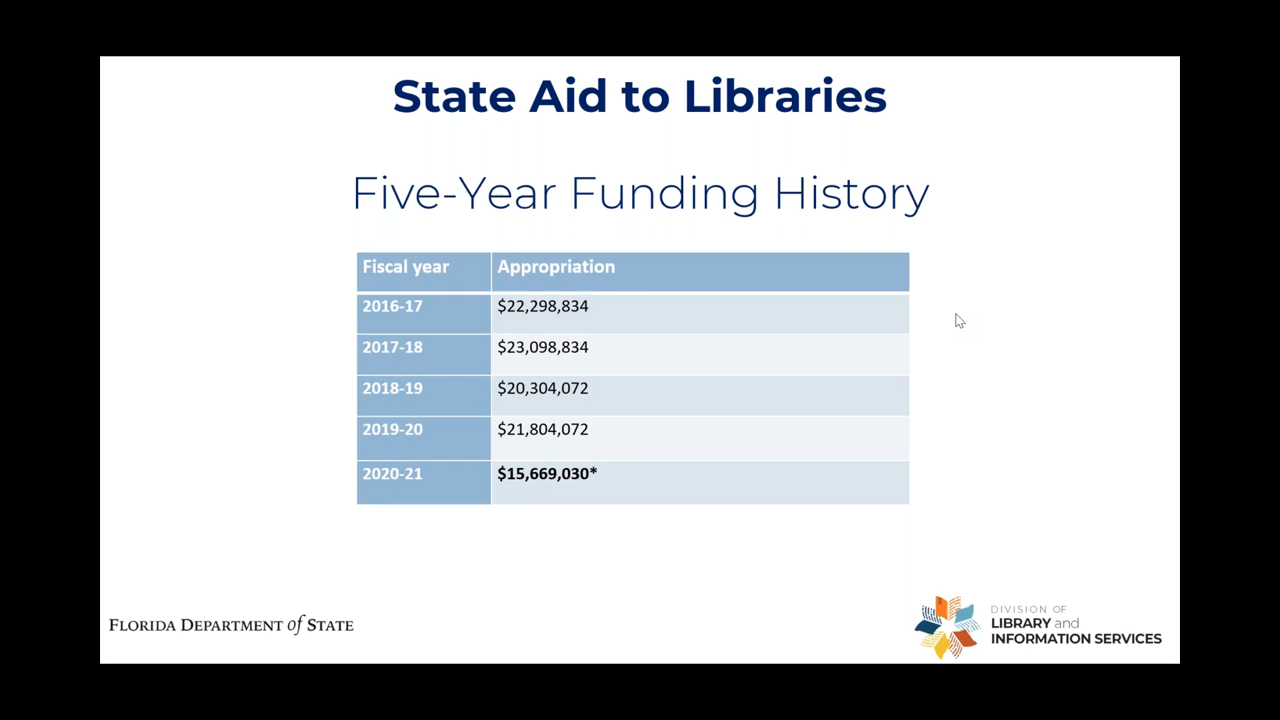 State Aid to Libraries
Five-Year Funding History
Fiscal year Appropriation
2016-17 $22,298,834
2017-18 $23,098,834
2018-19 $20,304,072
2019-20 $21,804,072
2020-21 $15,669,030*
FLORIDA DEPARTMENT of STATE
DIVISION OF
LIBRARY and
INFORMATION SERVICES